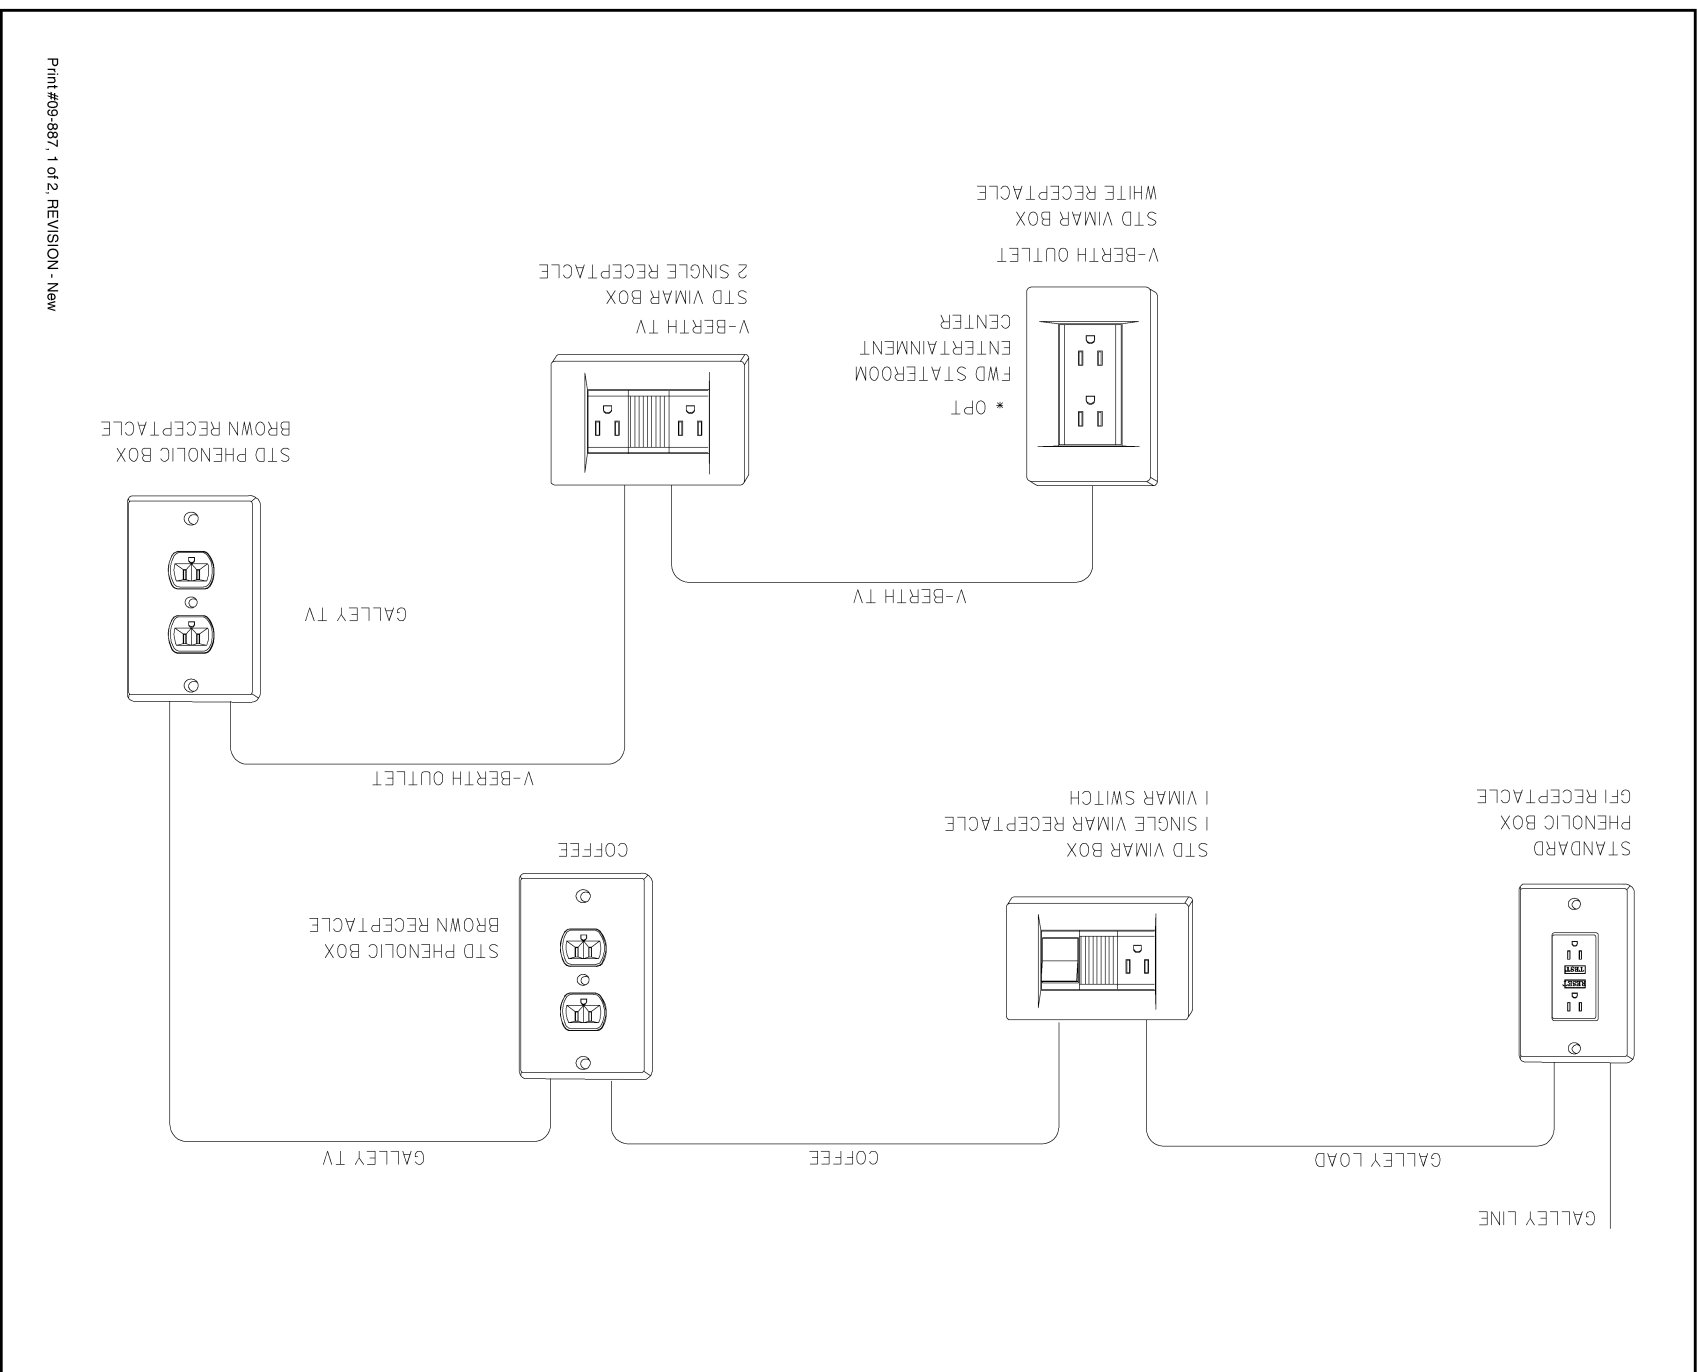 GALLEY LINE
GALLEY LOAD
COFFEE
GALLEY TV
RESET
TEST
STANDARD
PHENOLIC BOX
GFI RECEPTACLE
STD VIMAR BOX
1 SINGLE VIMAR RECEPTACLE
1 VIMAR SWITCH
STD PHENOLIC BOX
BROWN RECEPTACLE
COFFEE
V-BERTH OUTLET
GALLEY TV
STD PHENOLIC BOX
BROWN RECEPTACLE
V-BERTH TV
V-BERTH TV
STD VIMAR BOX
2 SINGLE RECEPTACLE
* OPT
FWD STATEROOM
ENTERTAINMENT
CENTER
V-BERTH OUTLET
STD VIMAR BOX
WHITE RECEPTACLE
Print #09-887, 1 of 2, REVISION - New